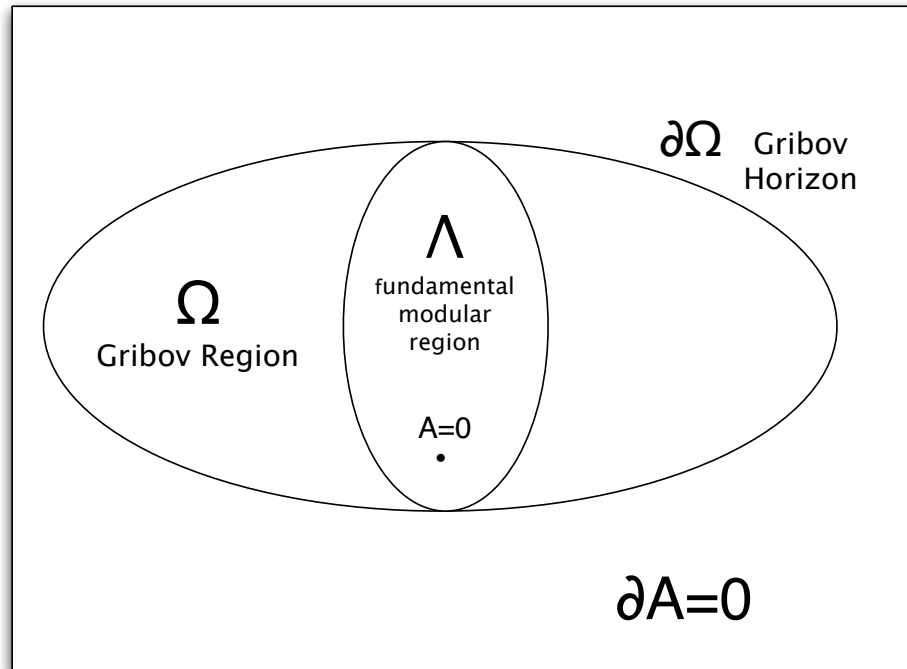 ∂Ω Gribov
Horizon
Λ
fundamental
modular
region
Ω
Gribov Region
A=0
∂A=0